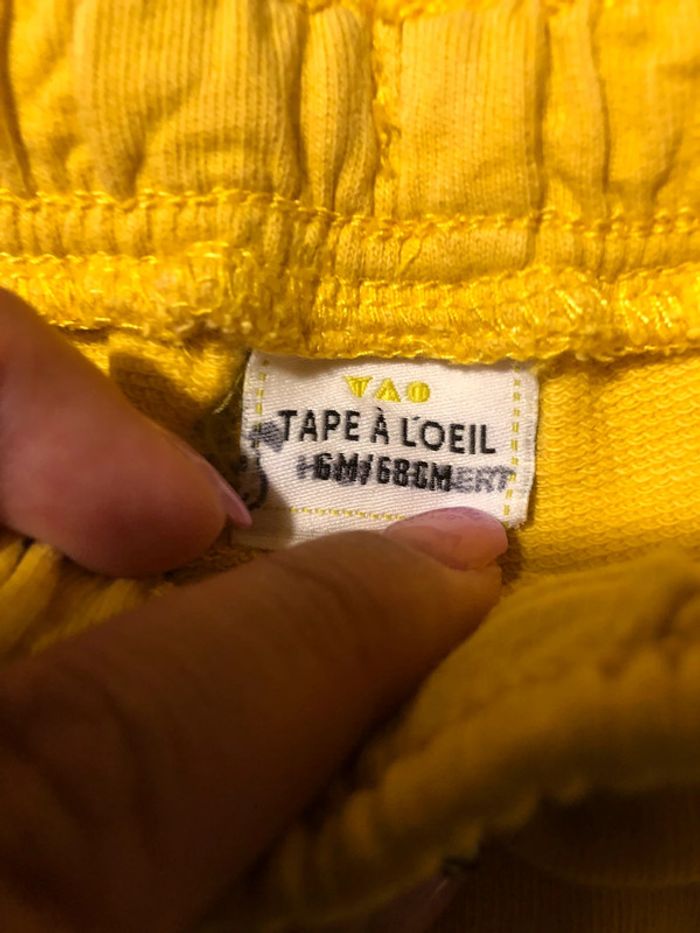 TAO
TAPE À L'OEIL
6M/68CM